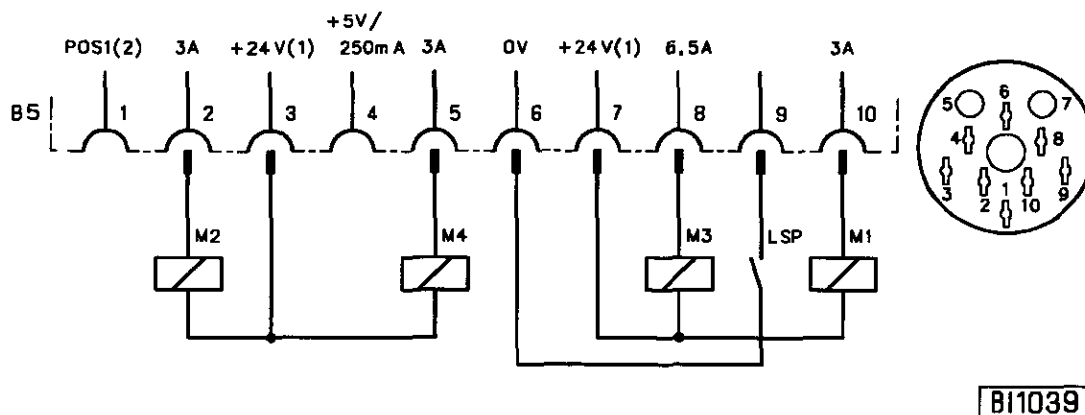 +5V/
POS1(2) 3A +24V(1) 250mA 3A 0V +24V(1) 6,5A 3A
B5 1 2 3 4 5 6 7 8 9 10
M2 M4 M3 LSP M1
6
5 7
4 8
3 2 1 10 9
BI1039